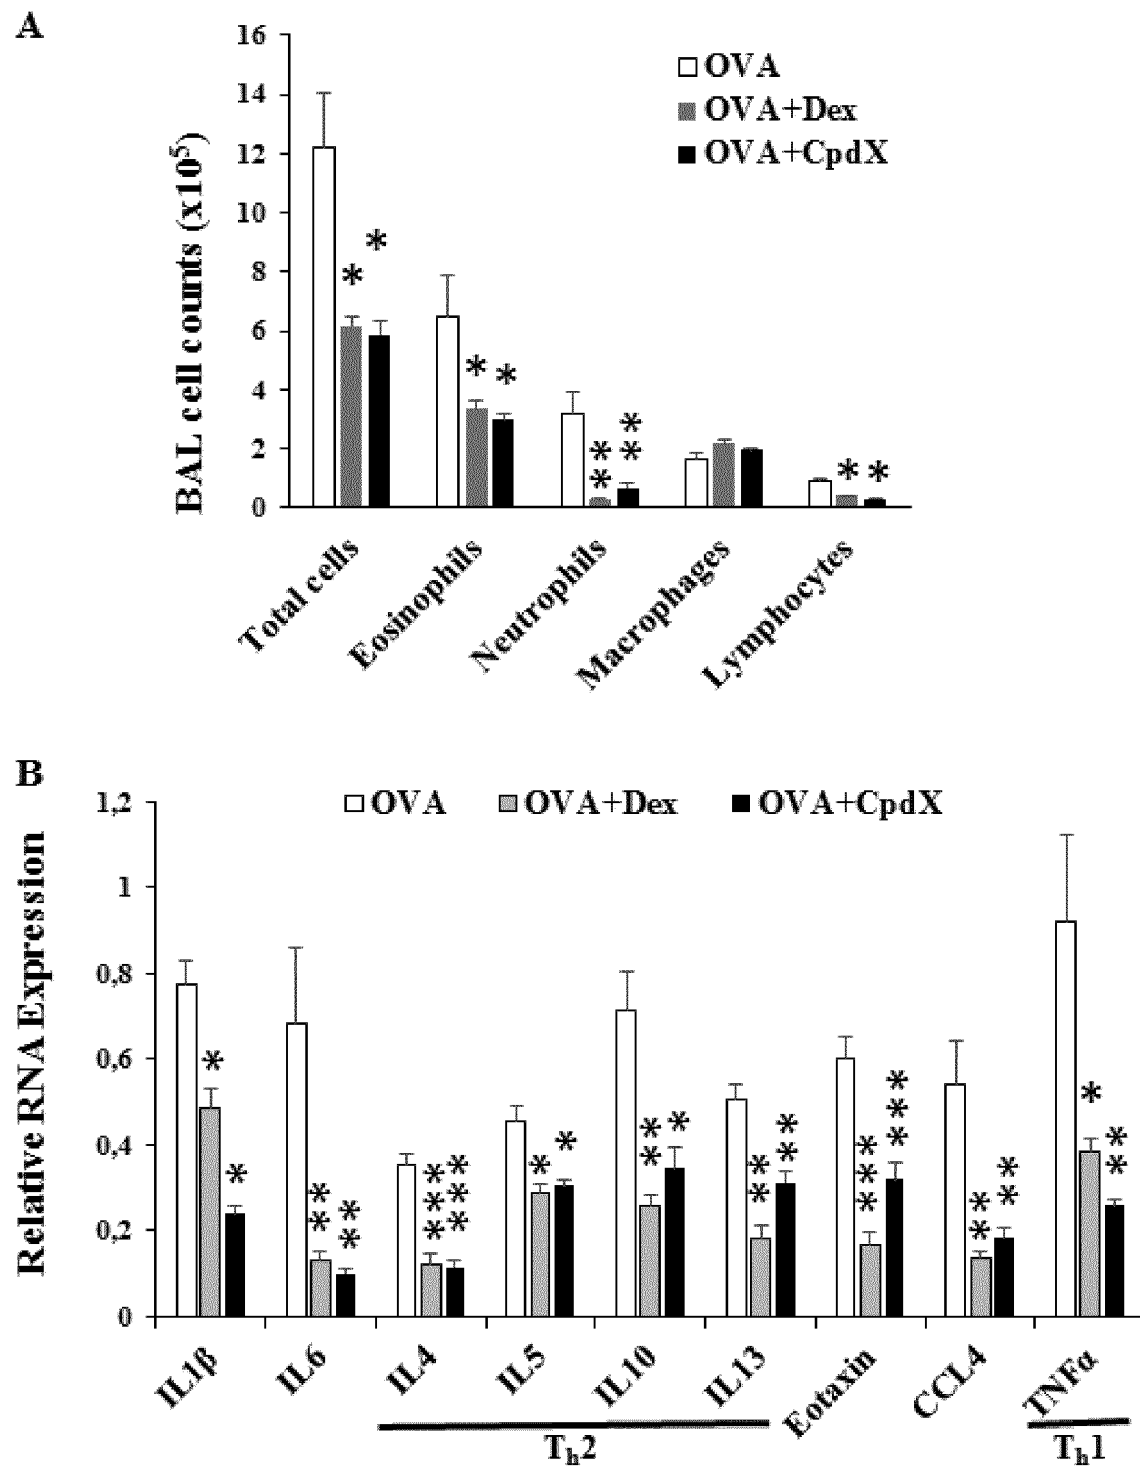 A
16
14
12
10
8
6
4
2
0
BAL cell counts (x10⁵)
OVA
OVA+Dex
OVA+CpdX
*
*
*
*
**
**
*
*
Total cells
Eosinophils
Neutrophils
Macrophages
Lymphocytes
B
1,2
1
0,8
0,6
0,4
0,2
0
Relative RNA Expression
OVA OVA+Dex OVA+CpdX
*
*
**
**
***
***
*
*
**
*
**
**
***
***
**
**
*
**
IL1β
IL6
IL4
IL5
IL10
IL13
Eotaxin
CCL4
TNFα
Tₕ2
Tₕ1